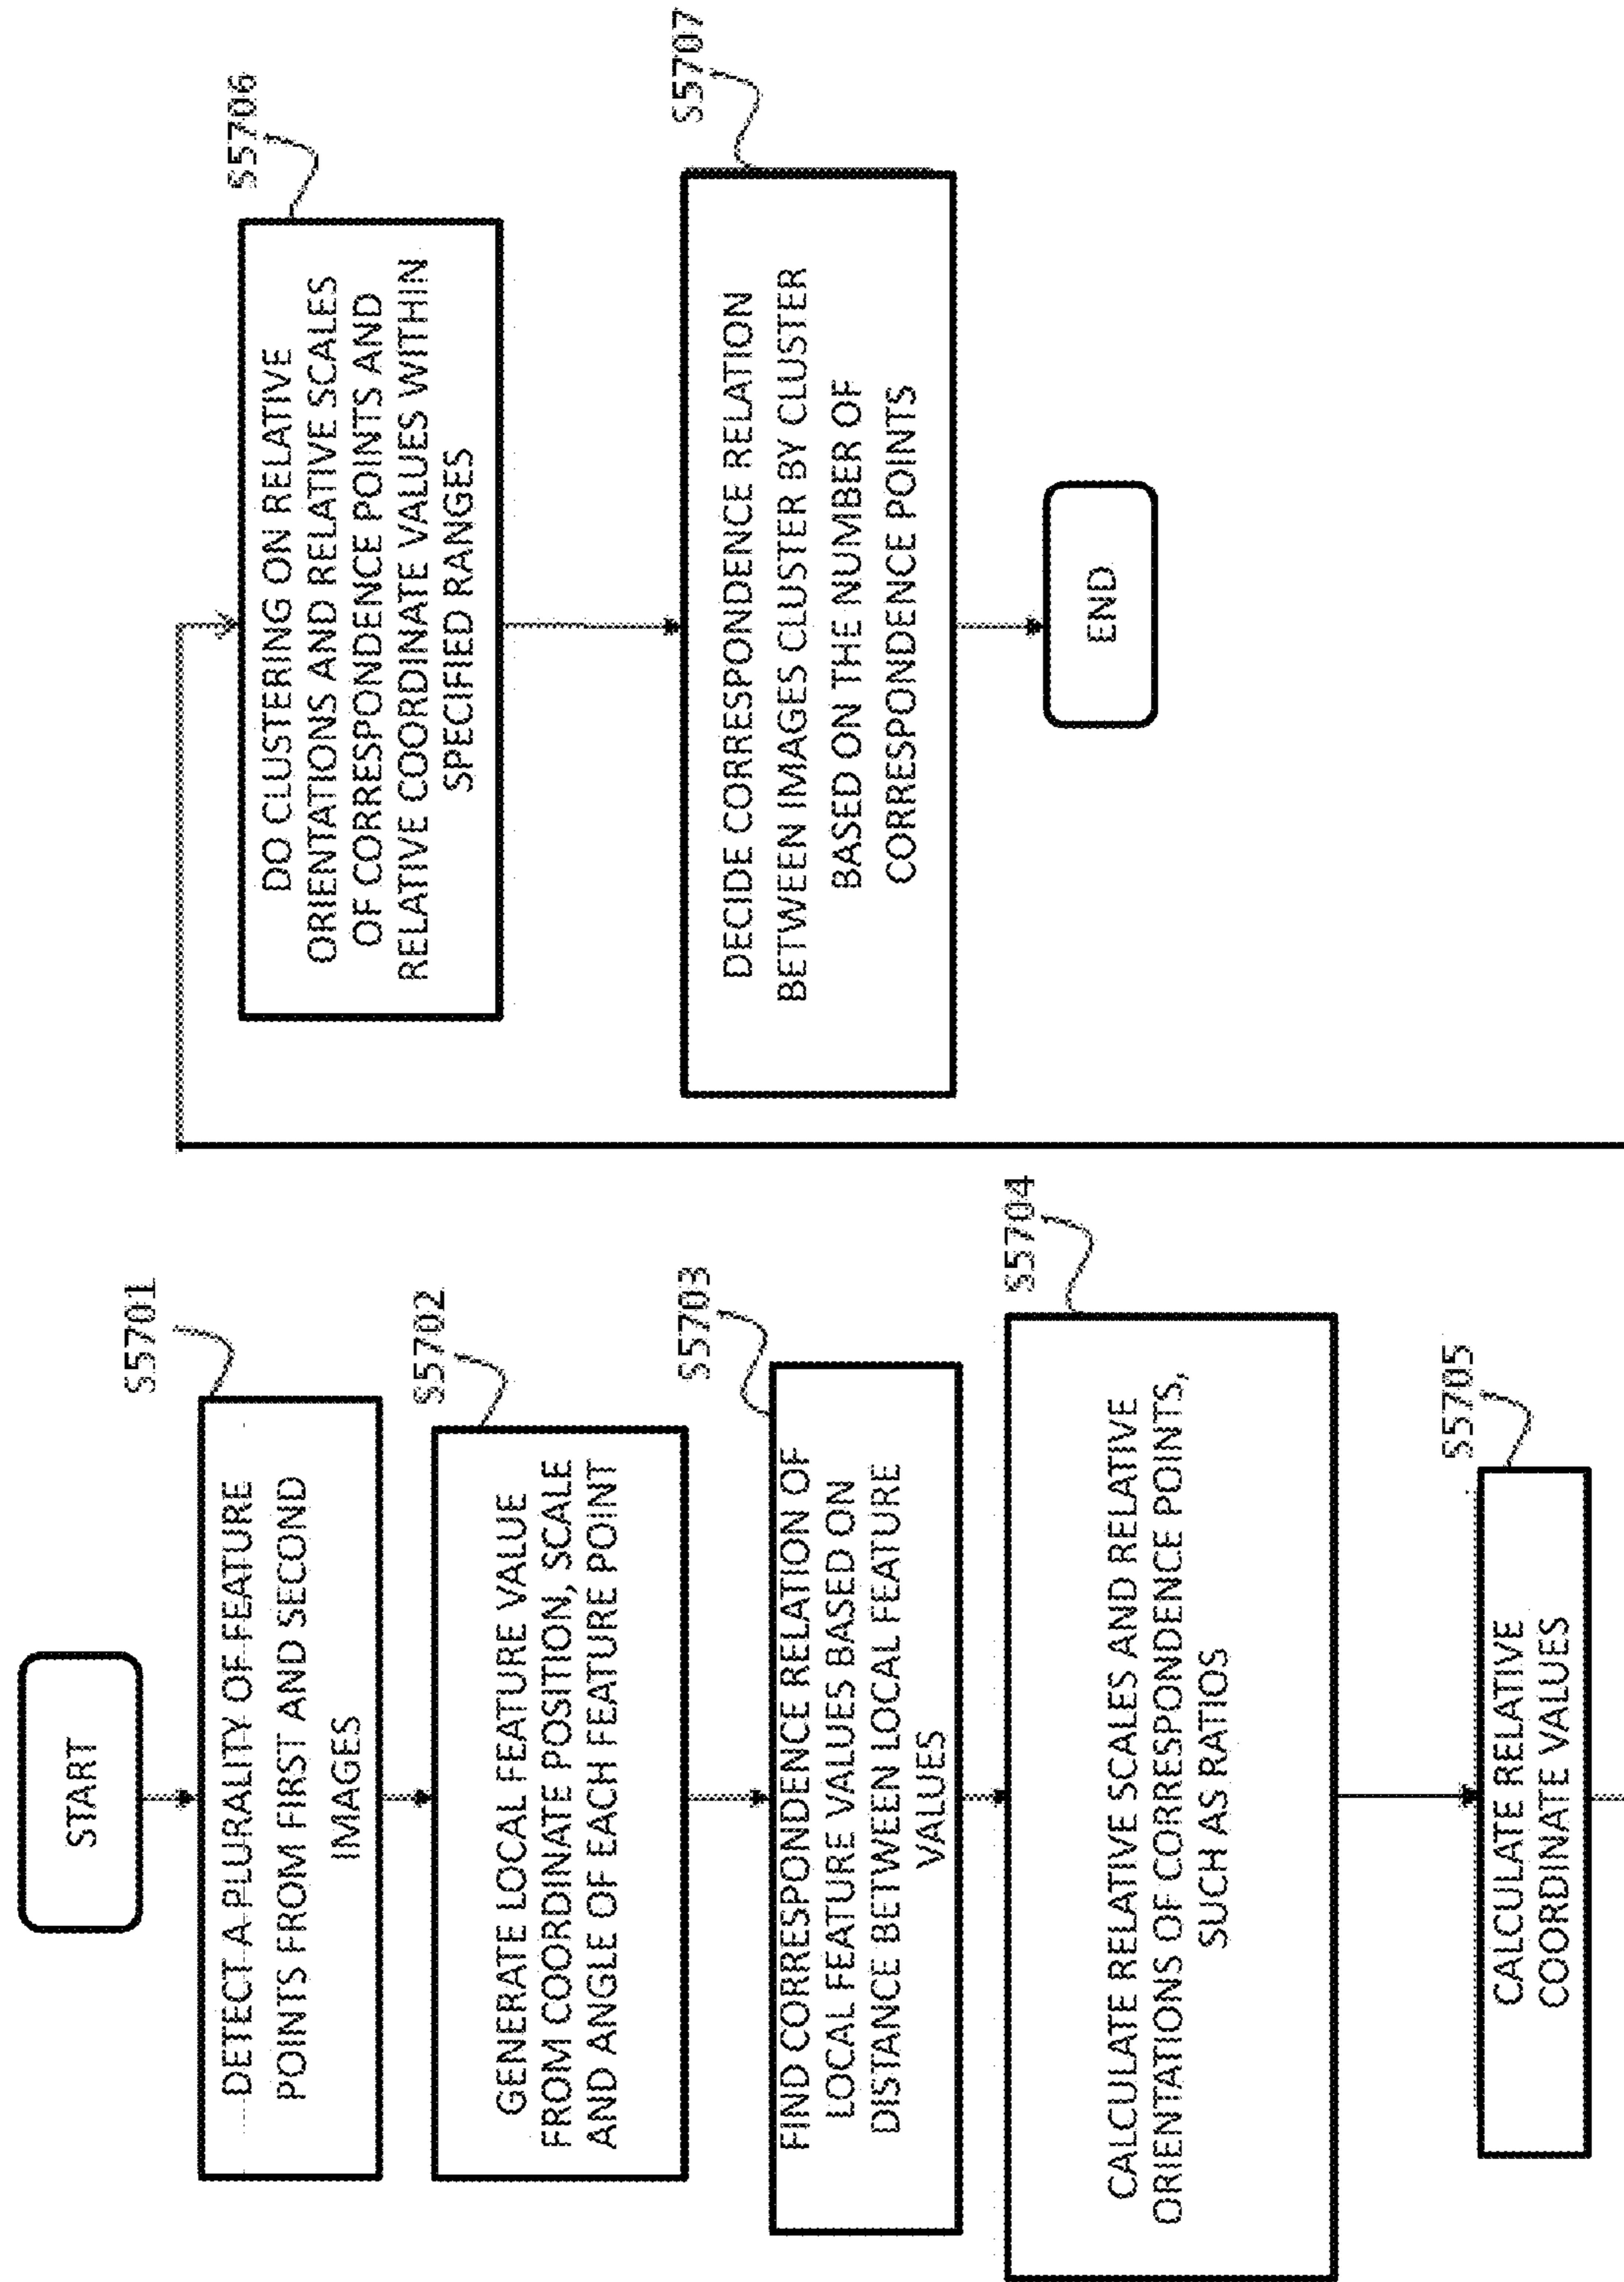 START
S5701
DETECT A PLURALITY OF FEATURE
POINTS FROM FIRST AND SECOND
IMAGES
S5702
GENERATE LOCAL FEATURE VALUE
FROM COORDINATE POSITION, SCALE
AND ANGLE OF EACH FEATURE POINT
S5703
FIND CORRESPONDENCE RELATION OF
LOCAL FEATURE VALUES BASED ON
DISTANCE BETWEEN LOCAL FEATURE
VALUES
S5704
CALCULATE RELATIVE SCALES AND RELATIVE
ORIENTATIONS OF CORRESPONDENCE POINTS,
SUCH AS RATIOS
S5705
CALCULATE RELATIVE
COORDINATE VALUES
S5706
DO CLUSTERING ON RELATIVE
ORIENTATIONS AND RELATIVE SCALES
OF CORRESPONDENCE POINTS AND
RELATIVE COORDINATE VALUES WITHIN
SPECIFIED RANGES
S5707
DECIDE CORRESPONDENCE RELATION
BETWEEN IMAGES CLUSTER BY CLUSTER
BASED ON THE NUMBER OF
CORRESPONDENCE POINTS
END